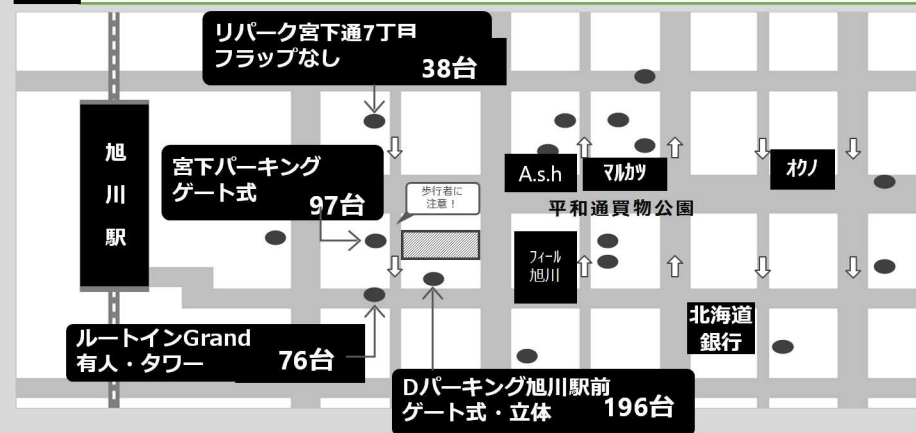 リパーク宮下通7丁目
フラップなし
38台
旭川駅
宮下パーキング
ゲート式
97台
歩行者に
注意！
A.s.h
マルカツ
オクノ
平和通買物公園
フィール
旭川
北海道
銀行
ルートインGrand
有人・タワー
76台
Dパーキング旭川駅前
ゲート式・立体
196台